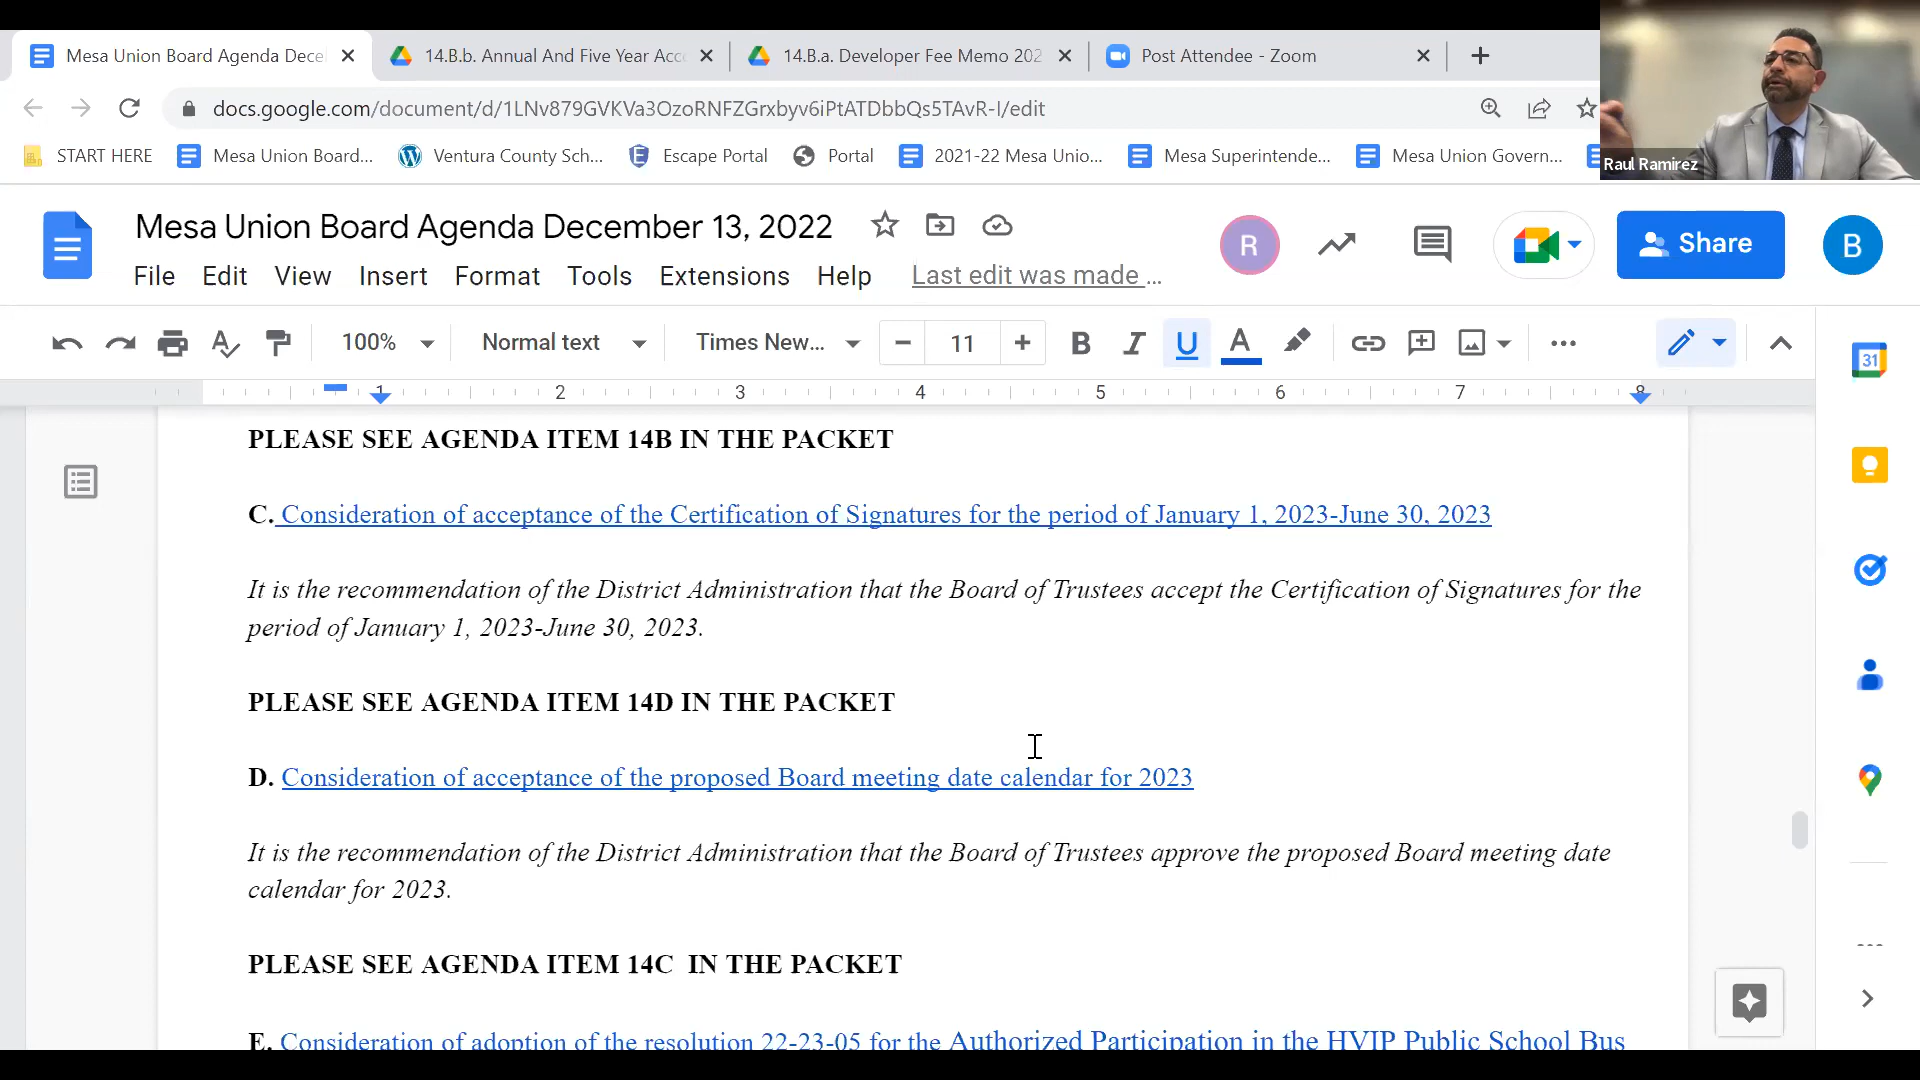 Mesa Union Board Agenda Dece
14.B.b. Annual And Five Year Acc
14.B.a. Developer Fee Memo 202
Post Attendee - Zoom
docs.google.com/document/d/1LNv879GVKVa3OzoRNFZGrxbyv6iPtATDbbQs5TAvR-I/edit
START HERE
Mesa Union Board...
Ventura County Sch...
Escape Portal
Portal
2021-22 Mesa Unio...
Mesa Superintende...
Mesa Union Govern...
Raul Ramirez
Mesa Union Board Agenda December 13, 2022
R
Share
B
File Edit View Insert Format Tools Extensions Help Last edit was made ...
100% Normal text Times New... 11 B I U A
31
1 2 3 4 5 6 7 8
PLEASE SEE AGENDA ITEM 14B IN THE PACKET
C. Consideration of acceptance of the Certification of Signatures for the period of January 1, 2023-June 30, 2023
It is the recommendation of the District Administration that the Board of Trustees accept the Certification of Signatures for the
period of January 1, 2023-June 30, 2023.
PLEASE SEE AGENDA ITEM 14D IN THE PACKET
D. Consideration of acceptance of the proposed Board meeting date calendar for 2023
It is the recommendation of the District Administration that the Board of Trustees approve the proposed Board meeting date
calendar for 2023.
PLEASE SEE AGENDA ITEM 14C IN THE PACKET
E. Consideration of adoption of the resolution 22-23-05 for the Authorized Participation in the HVIP Public School Bus